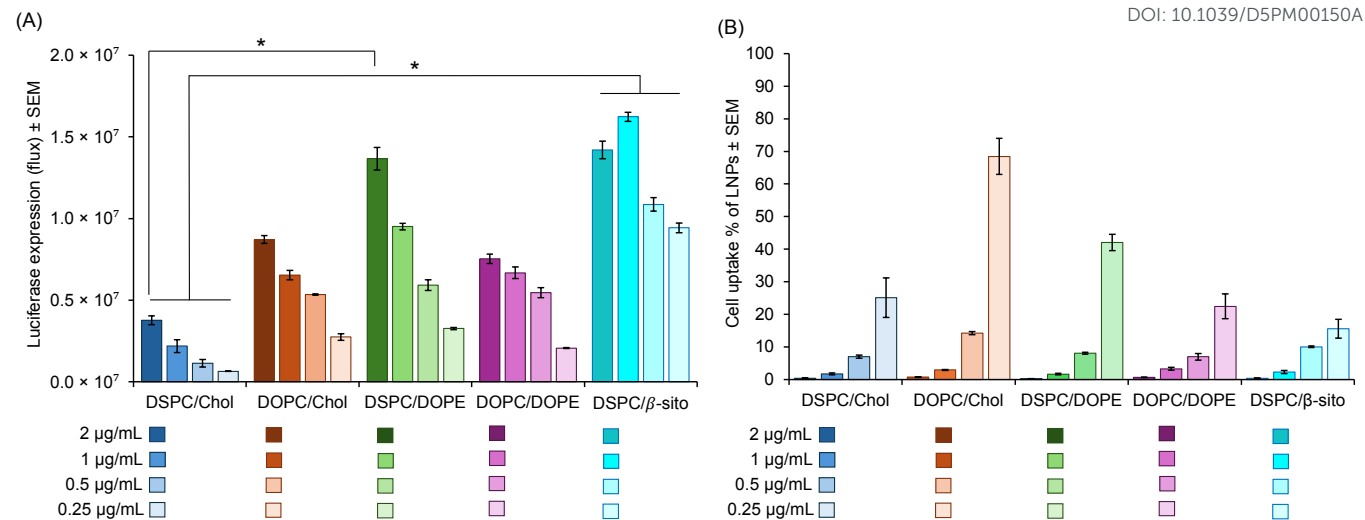 DOI: 10.1039/D5PM00150A
(A)
Luciferase expression (flux) ± SEM
2.0 × 10⁷
1.5 × 10⁷
1.0 × 10⁷
0.5 × 10⁷
0.0 × 10⁷
*
*
DSPC/Chol DOPC/Chol DSPC/DOPE DOPC/DOPE DSPC/β-sito
2 µg/mL
1 µg/mL
0.5 µg/mL
0.25 µg/mL
(B)
Cell uptake % of LNPs ± SEM
100
90
80
70
60
50
40
30
20
10
0
DSPC/Chol DOPC/Chol DSPC/DOPE DOPC/DOPE DSPC/β-sito
2 µg/mL
1 µg/mL
0.5 µg/mL
0.25 µg/mL